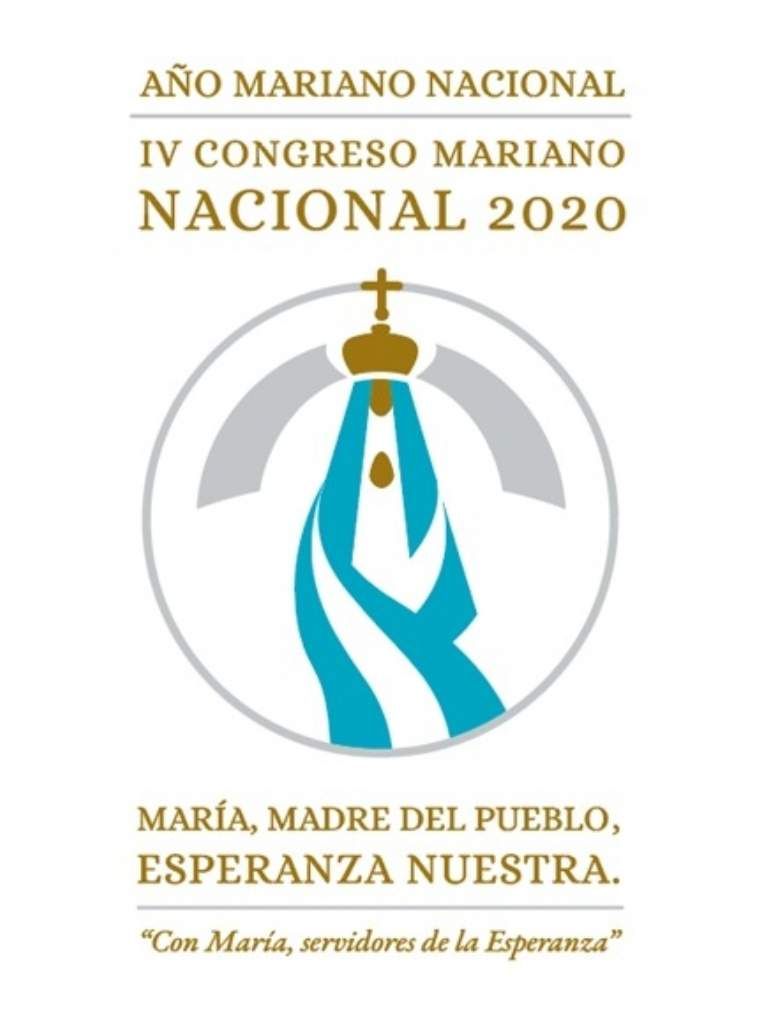 AÑO MARIANO NACIONAL
IV CONGRESO MARIANO
NACIONAL 2020
MARÍA, MADRE DEL PUEBLO,
ESPERANZA NUESTRA.
“Con María, servidores de la Esperanza”